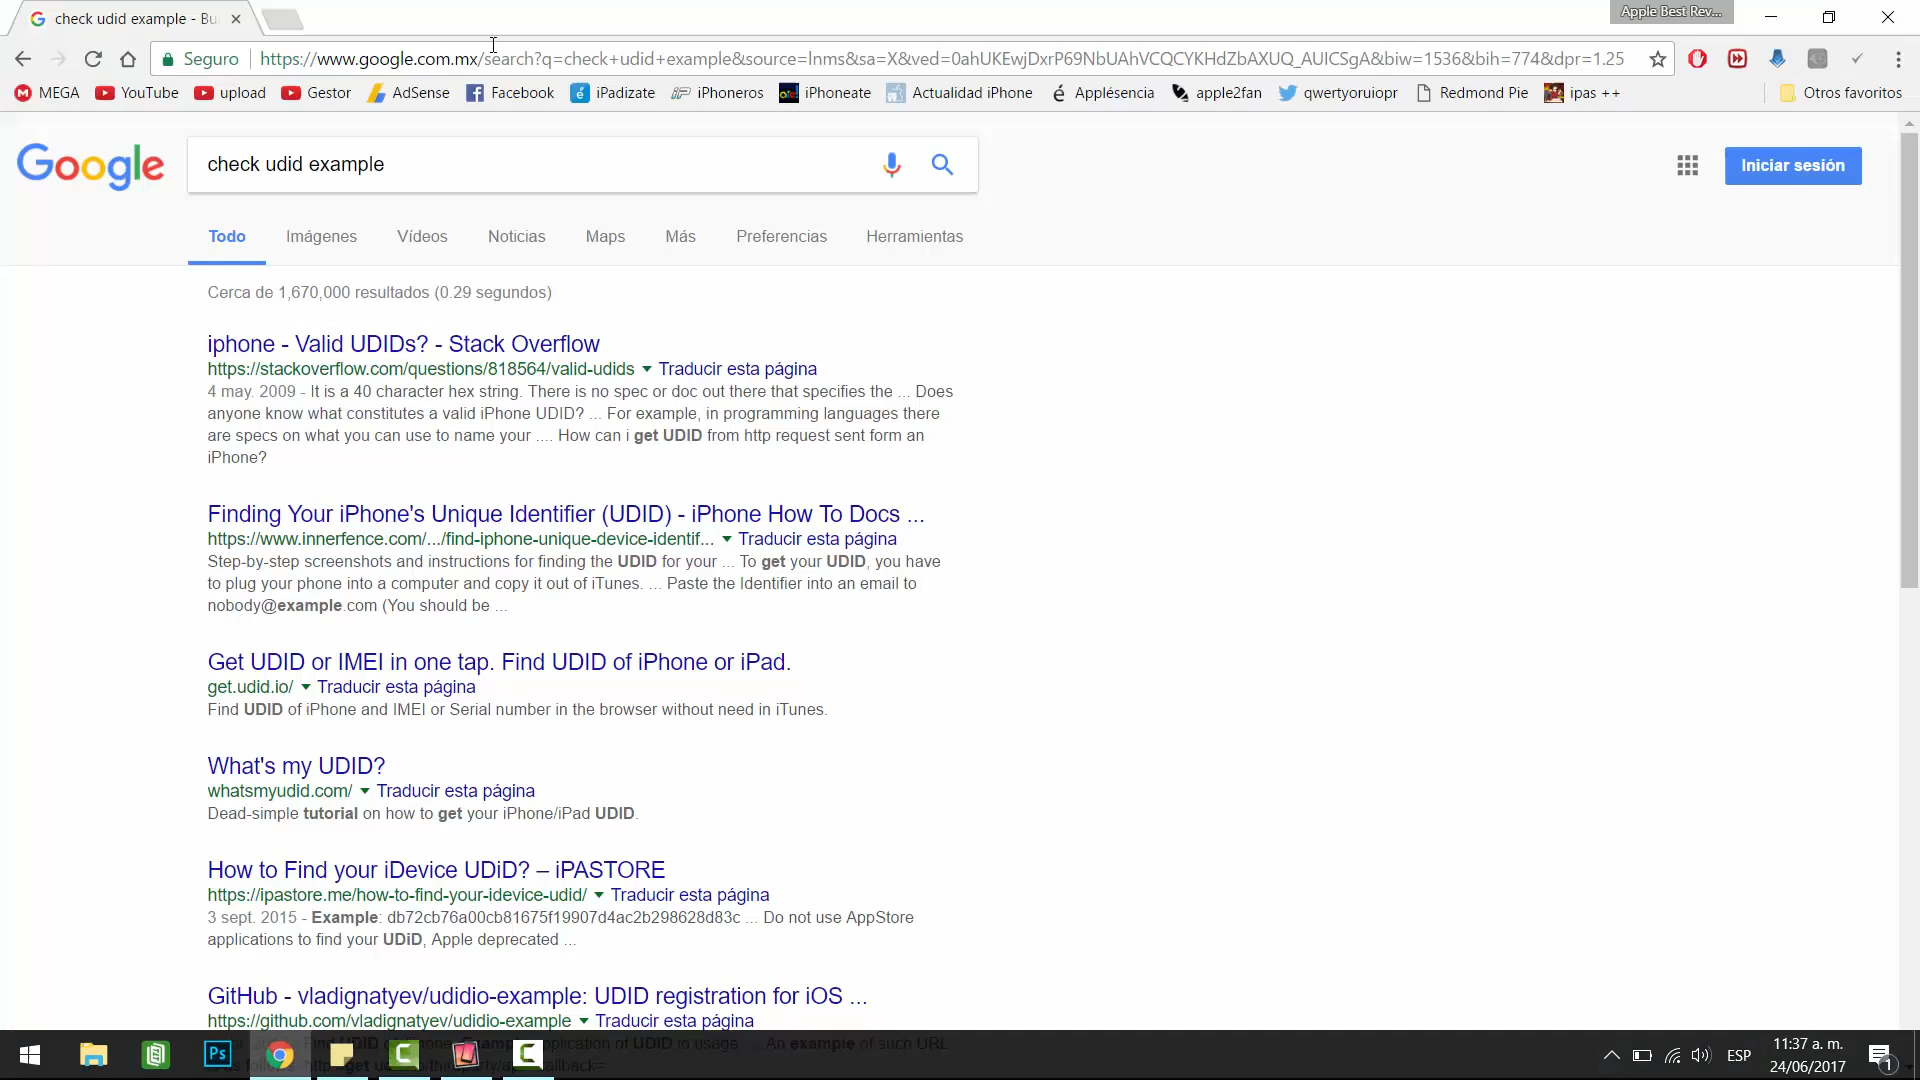 check udid example - Bu
Apple Best Rev...
Seguro https://www.google.com.mx/search?q=check+udid+example&source=lnms&sa=X&ved=0ahUKEwjDxrP69NbUAhVCQCYKHdZbAXUQ_AUICSgA&biw=1536&bih=774&dpr=1.25
MEGA YouTube upload Gestor AdSense Facebook iPadizate iPhoneros iPhoneate Actualidad iPhone Applésencia apple2fan qwertyoruiopr Redmond Pie ipas ++ Otros favoritos
Google check udid example Iniciar sesión
Todo Imágenes Vídeos Noticias Maps Más Preferencias Herramientas
Cerca de 1,670,000 resultados (0.29 segundos)
iphone - Valid UDIDs? - Stack Overflow
https://stackoverflow.com/questions/818564/valid-udids Traducir esta página
4 may. 2009 - It is a 40 character hex string. There is no spec or doc out there that specifies the ... Does
anyone know what constitutes a valid iPhone UDID? ... For example, in programming languages there
are specs on what you can use to name your .... How can i get UDID from http request sent form an
iPhone?
Finding Your iPhone's Unique Identifier (UDID) - iPhone How To Docs ...
https://www.innerfence.com/.../find-iphone-unique-device-identif... Traducir esta página
Step-by-step screenshots and instructions for finding the UDID for your ... To get your UDID, you have
to plug your phone into a computer and copy it out of iTunes. ... Paste the Identifier into an email to
nobody@example.com (You should be ...
Get UDID or IMEI in one tap. Find UDID of iPhone or iPad.
get.udid.io/ Traducir esta página
Find UDID of iPhone and IMEI or Serial number in the browser without need in iTunes.
What's my UDID?
whatsmyudid.com/ Traducir esta página
Dead-simple tutorial on how to get your iPhone/iPad UDID.
How to Find your iDevice UDiD? – iPASTORE
https://ipastore.me/how-to-find-your-idevice-udid/ Traducir esta página
3 sept. 2015 - Example: db72cb76a00cb81675f19907d4ac2b298628d83c ... Do not use AppStore
applications to find your UDiD, Apple deprecated ...
GitHub - vladignatyev/udidio-example: UDID registration for iOS ...
https://github.com/vladignatyev/udidio-example Traducir esta página
An example of such URL
Ps
ESP
11:37 a. m.
24/06/2017
1